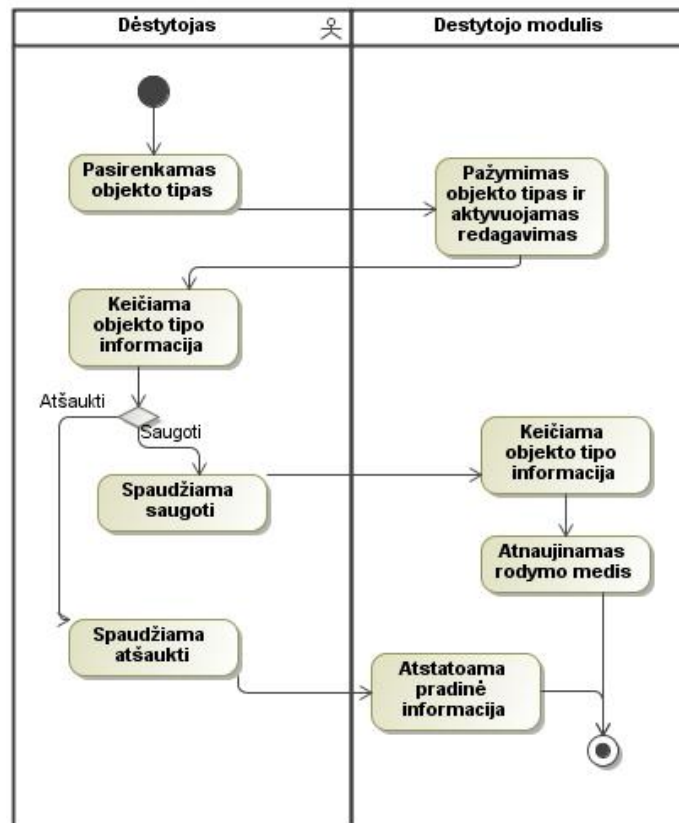 Dėstytojas
Destytojo modulis
Pasirenkamas
objekto tipas
Pažymimas
objekto tipas ir
aktyvuojamas
redagavimas
Keičiama
objekto tipo
informacija
Atšaukti
Saugoti
Spaudžiama
saugoti
Keičiama
objekto tipo
informacija
Atnaujinamas
rodymo medis
Spaudžiama
atšaukti
Atstatoama
pradinė
informacija